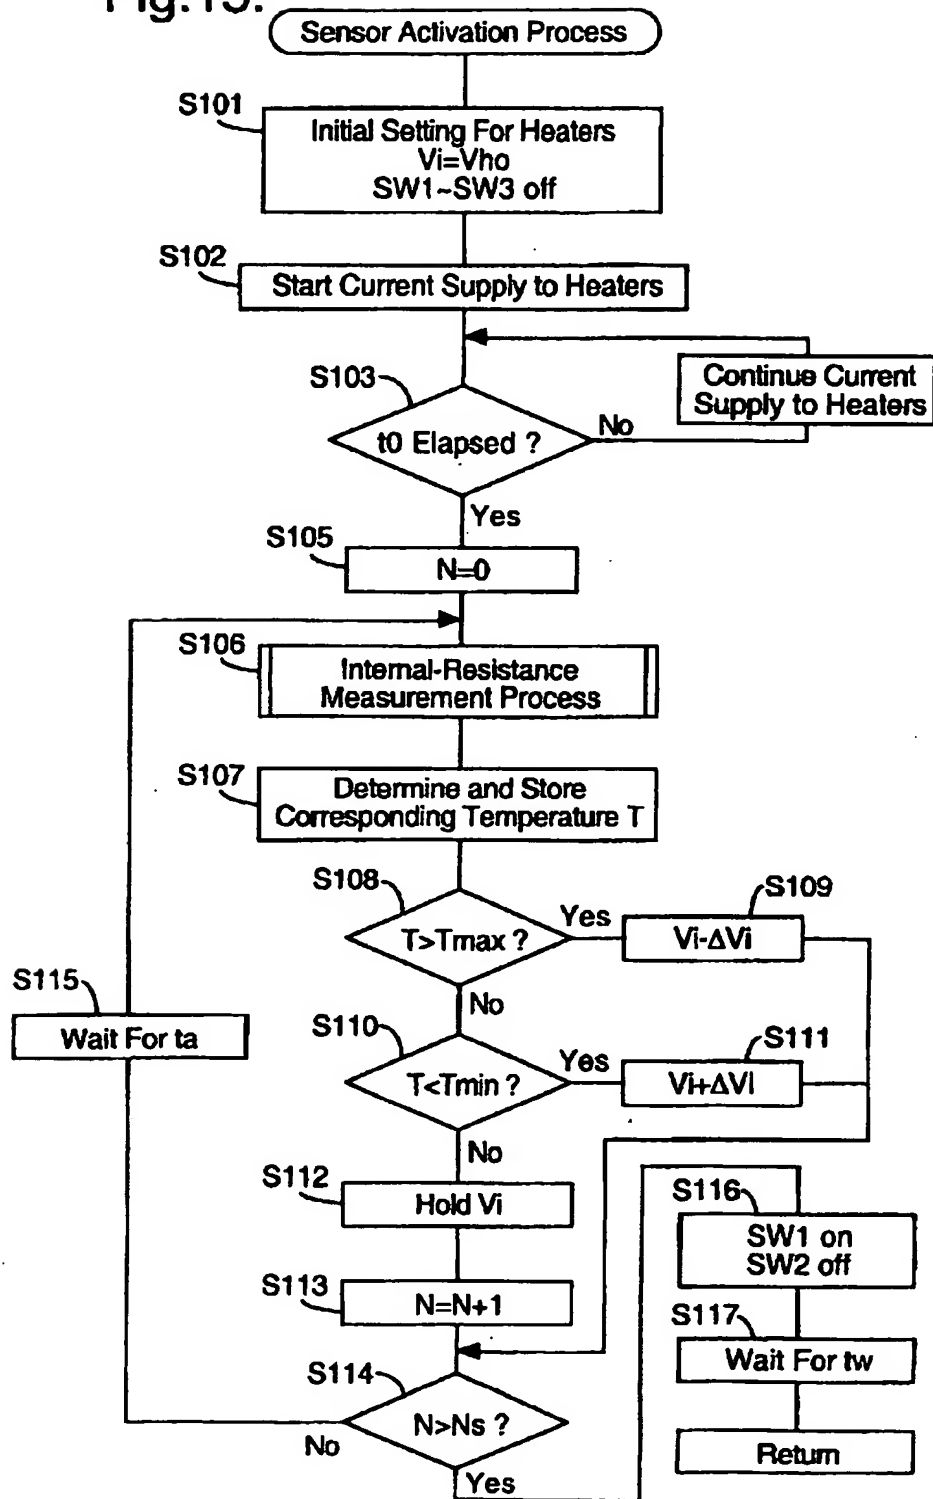 Fig.15.
Sensor Activation Process
S101
Initial Setting For Heaters
Vi=Vho
SW1~SW3 off
S102
Start Current Supply to Heaters
Continue Current
Supply to Heaters
S103
t0 Elapsed ?
No
Yes
S105
N=0
S106
Internal-Resistance
Measurement Process
S107
Determine and Store
Corresponding Temperature T
S108
T>Tmax ?
Yes
S109
Vi-ΔVi
No
S110
T<Tmin ?
Yes
S111
Vi+ΔVi
No
S115
Wait For ta
S112
Hold Vi
S113
N=N+1
S114
N>Ns ?
No
Yes
S116
SW1 on
SW2 off
S117
Wait For tw
Return